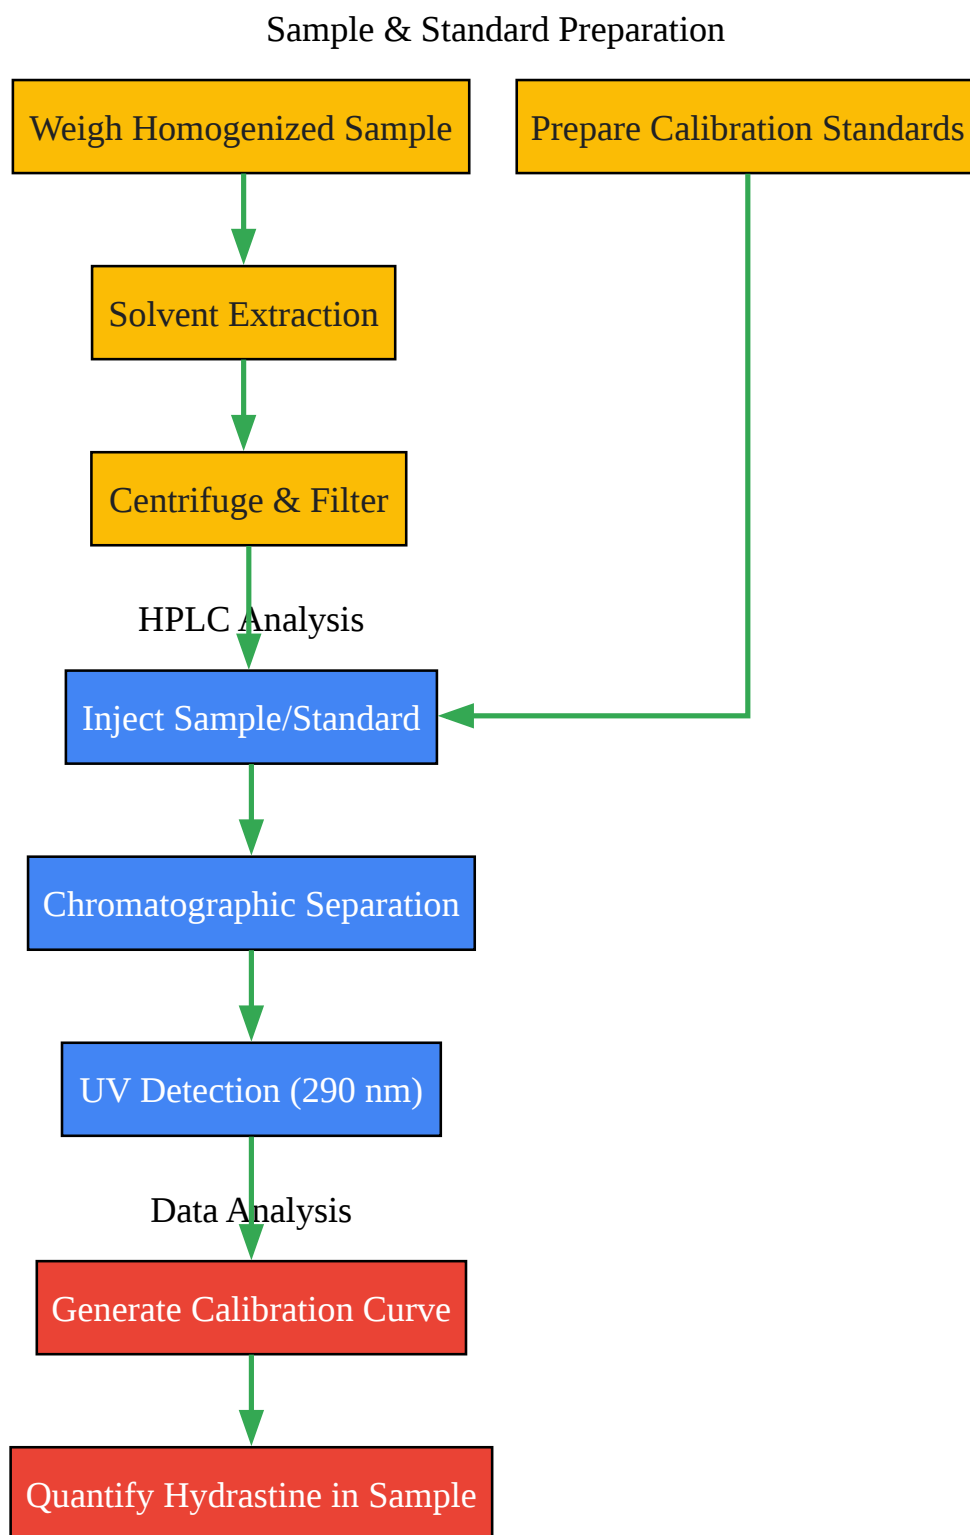 Sample & Standard Preparation
Weigh Homogenized Sample
Prepare Calibration Standards
Solvent Extraction
Centrifuge & Filter
HPLC Analysis
Inject Sample/Standard
Chromatographic Separation
UV Detection (290 nm)
Data Analysis
Generate Calibration Curve
Quantify Hydrastine in Sample